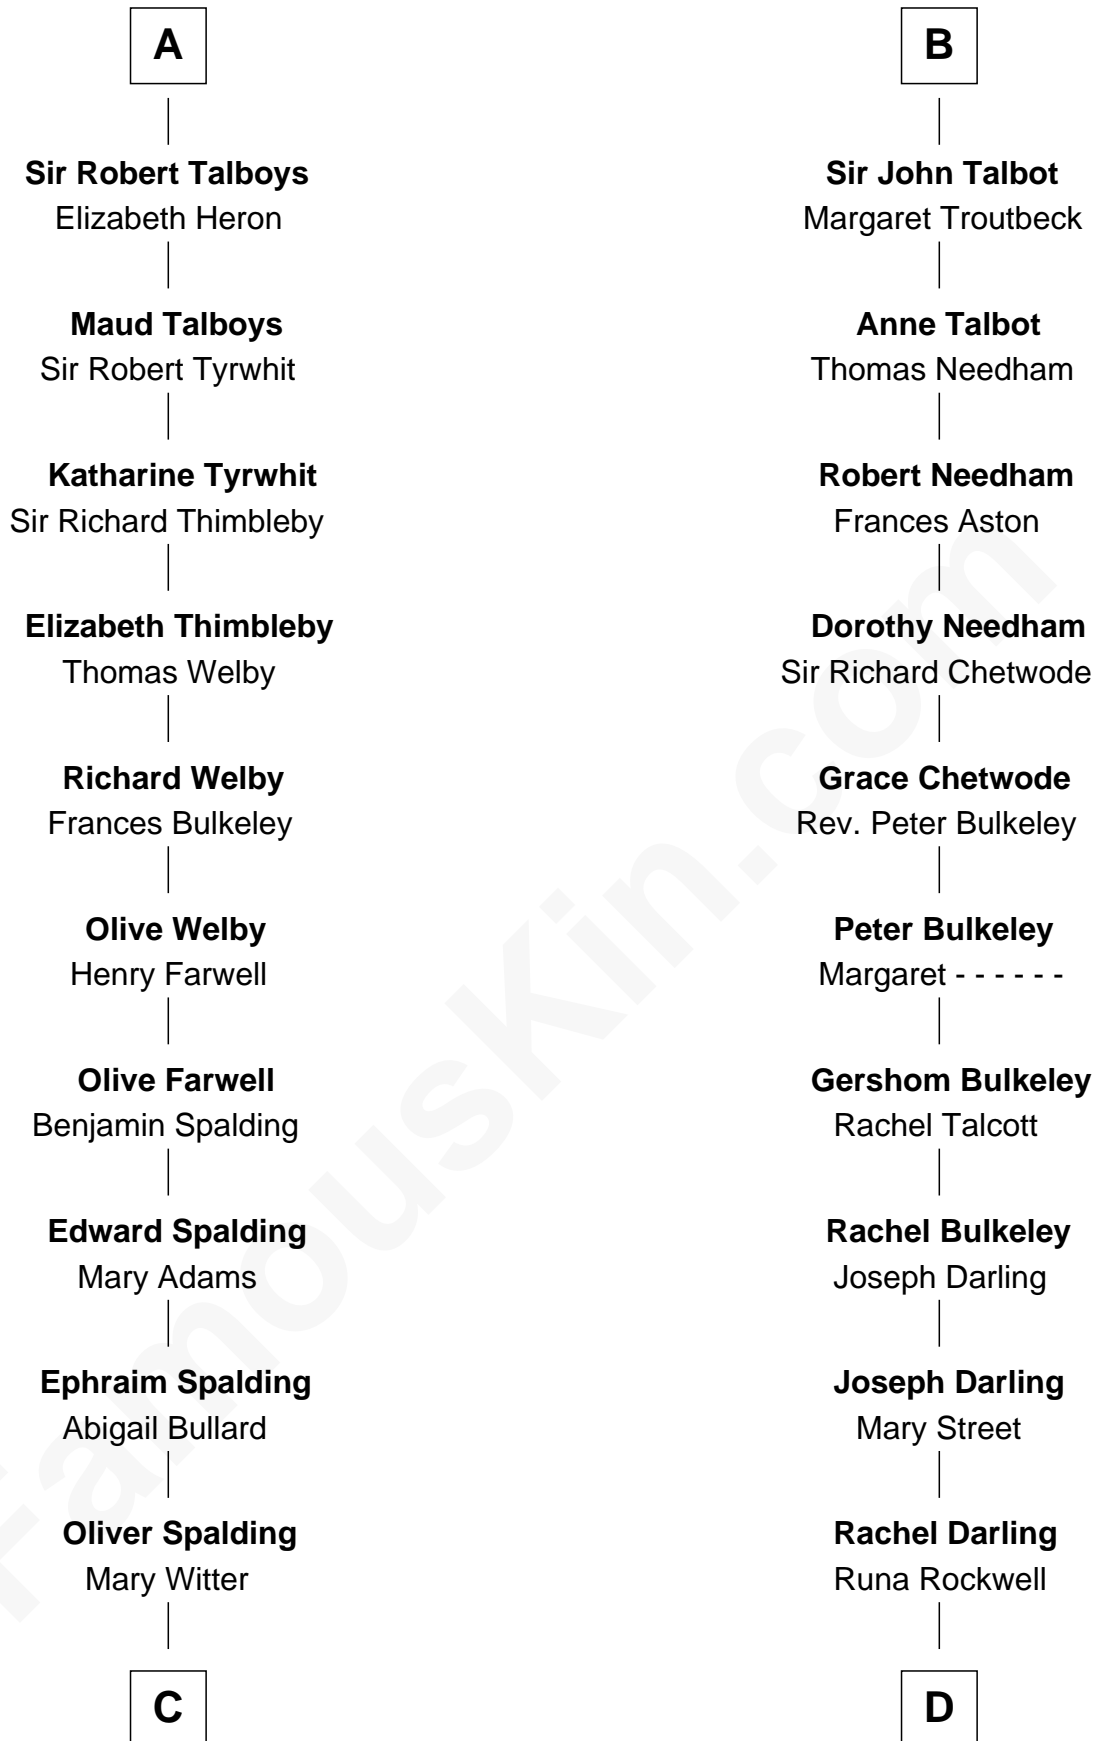 A
Sir Robert Talboys
Elizabeth Heron
Maud Talboys
Sir Robert Tyrwhit
Katharine Tyrwhit
Sir Richard Thimbleby
Elizabeth Thimbleby
Thomas Welby
Richard Welby
Frances Bulkeley
Olive Welby
Henry Farwell
Olive Farwell
Benjamin Spalding
Edward Spalding
Mary Adams
Ephraim Spalding
Abigail Bullard
Oliver Spalding
Mary Witter
C
B
Sir John Talbot
Margaret Troutbeck
Anne Talbot
Thomas Needham
Robert Needham
Frances Aston
Dorothy Needham
Sir Richard Chetwode
Grace Chetwode
Rev. Peter Bulkeley
Peter Bulkeley
Margaret - - - - - -
Gershom Bulkeley
Rachel Talcott
Rachel Bulkeley
Joseph Darling
Joseph Darling
Mary Street
Rachel Darling
Runa Rockwell
D
FamousKin.com